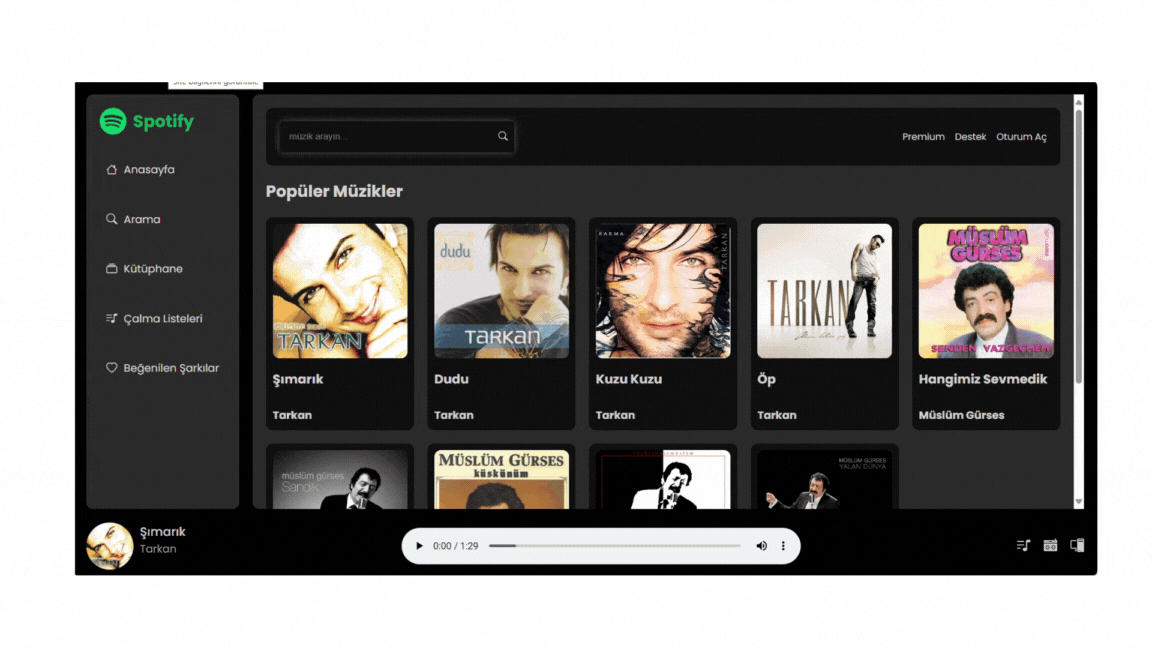 Spotify
Anasayfa
Arama
Kütüphane
Çalma Listeleri
Beğenilen Şarkılar
müzik arayın...
Premium Destek Oturum Aç
Popüler Müzikler
TARKAN
dudu
TARKAN
KARMA
TARKAN
TARKAN
MÜSLÜM
GÜRSES
SENDEN VAZGEÇMEM
Şımarık
Tarkan
Dudu
Tarkan
Kuzu Kuzu
Tarkan
Öp
Tarkan
Hangimiz Sevmedik
Müslüm Gürses
müslüm gürses
Sandık
MÜSLÜM GÜRSES
küskünüm
MÜSLÜM GÜRSES
YALAN DÜNYA
Şımarık
Tarkan
0:00 / 1:29